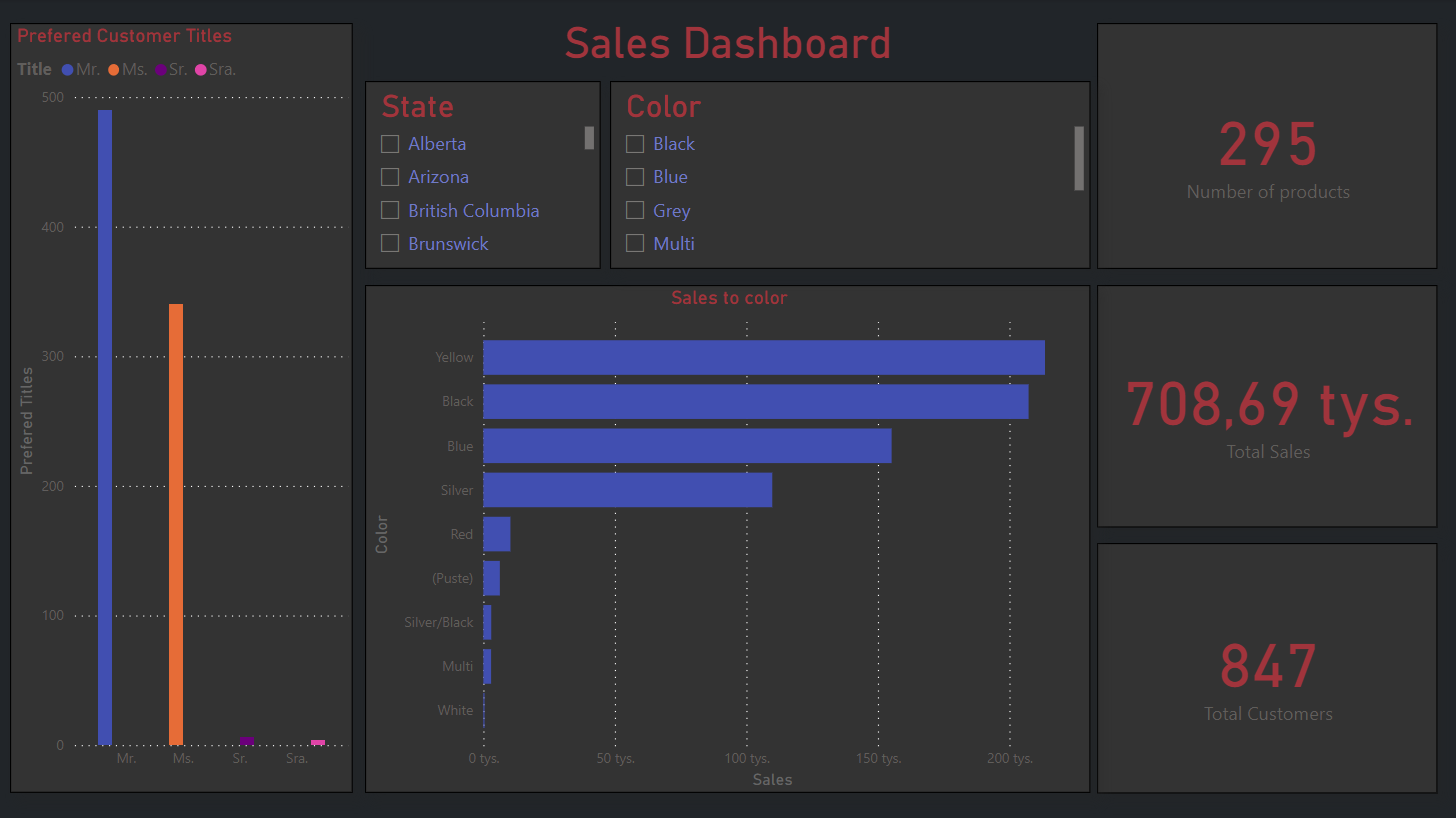 Prefered Customer Titles
Title Mr. Ms. Sr. Sra.
500
400
300
200
100
0
Prefered Titles
Mr. Ms. Sr. Sra.
Sales Dashboard
State
Alberta
Arizona
British Columbia
Brunswick
Color
Black
Blue
Grey
Multi
Sales to color
Color
Yellow
Black
Blue
Silver
Red
(Puste)
Silver/Black
Multi
White
0 tys. 50 tys. 100 tys. 150 tys. 200 tys.
Sales
295
Number of products
708,69 tys.
Total Sales
847
Total Customers